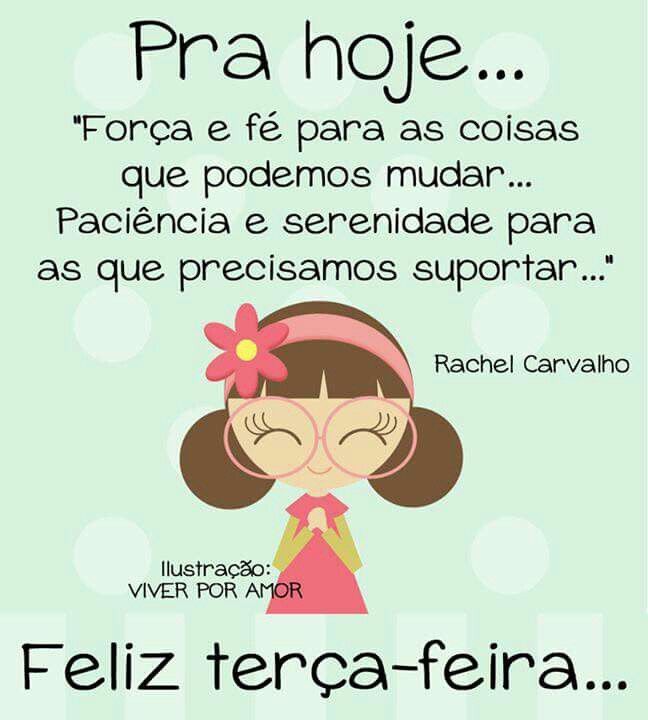 Pra hoje...
"Força e fé para as coisas
que podemos mudar...
Paciência e serenidade para
as que precisamos suportar..."
Rachel Carvalho
Ilustração:
VIVER POR AMOR
Feliz terça-feira...